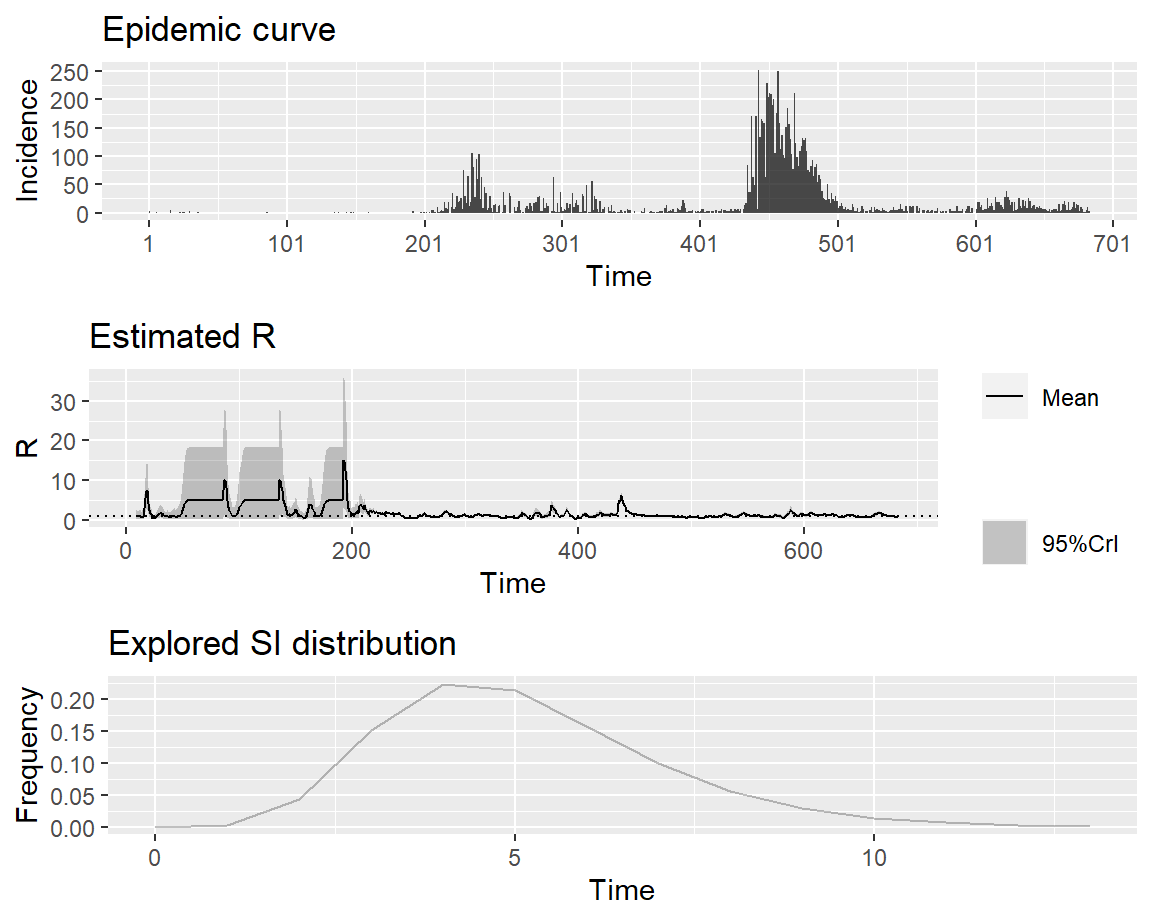 Epidemic curve
250
200
150
100
50
0
Incidence
1 101 201 301 401 501 601 701
Time
Estimated R
30
20
10
0
R
0 200 400 600
Time
Mean
95%CrI
Explored SI distribution
0.20
0.15
0.10
0.05
0.00
Frequency
0 5 10
Time